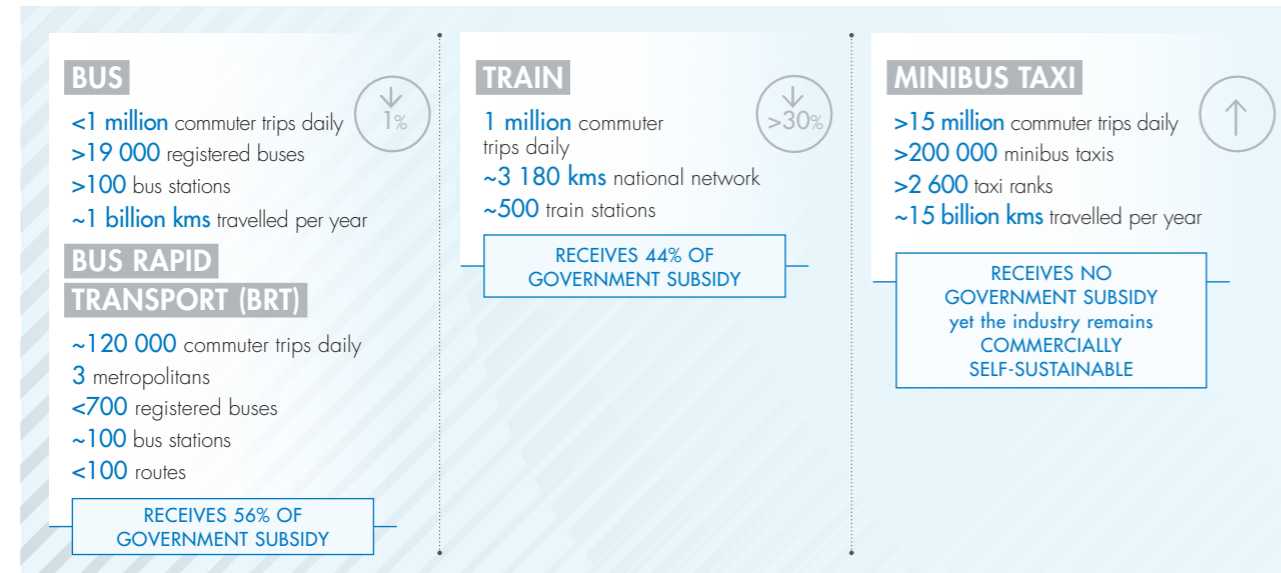 BUS
↓
1%
<1 million commuter trips daily
>19 000 registered buses
>100 bus stations
~1 billion kms travelled per year
BUS RAPID
TRANSPORT (BRT)
~120 000 commuter trips daily
3 metropolitans
<700 registered buses
~100 bus stations
<100 routes
RECEIVES 56% OF
GOVERNMENT SUBSIDY
TRAIN
↓
>30%
1 million commuter
trips daily
~3 180 kms national network
~500 train stations
RECEIVES 44% OF
GOVERNMENT SUBSIDY
MINIBUS TAXI
↑
>15 million commuter trips daily
>200 000 minibus taxis
>2 600 taxi ranks
~15 billion kms travelled per year
RECEIVES NO
GOVERNMENT SUBSIDY
yet the industry remains
COMMERCIALLY
SELF-SUSTAINABLE